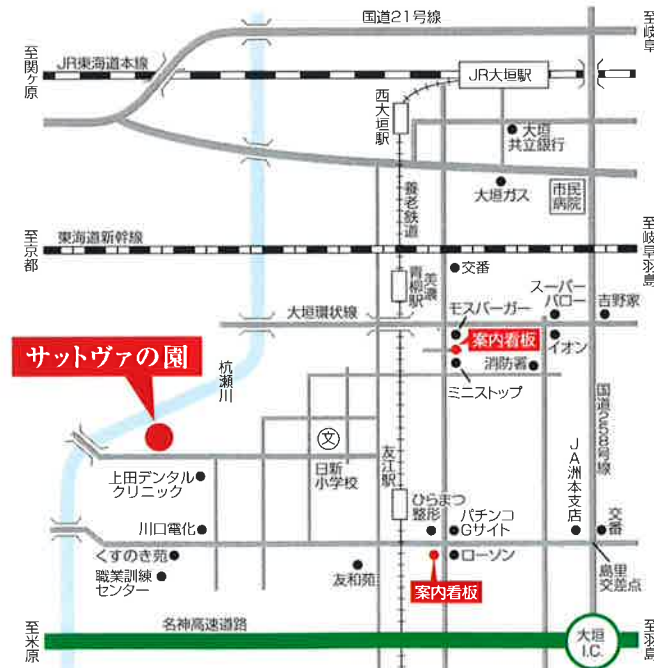 国道21号線
至岐阜
至関ヶ原
JR東海道本線
JR大垣駅
西大垣駅
大垣
共立銀行
養老鉄道
大垣ガス
市民
病院
至京都
東海道新幹線
至岐阜羽島
交番
美濃
青柳駅
スーパー
バロー
吉野家
大垣環状線
モスバーガー
案内看板
イオン
消防署
サットヴァの園
杭瀬川
ミニストップ
国道258号線
文
日新
小学校
友江駅
JA洲本支店
上田デンタル
クリニック
ひらまつ
整形
パチンコ
Gサイト
交番
川口電化
くすのき苑
ローソン
職業訓練
センター
友和苑
案内看板
島里
交差点
至米原
名神高速道路
大垣
I.C.
至羽島